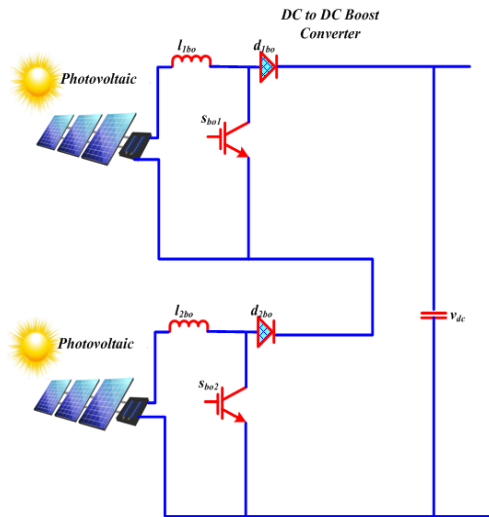 DC to DC Boost
Converter
l1bo
d1bo
Photovoltaic
sbo1
l2bo
d2bo
Photovoltaic
vdc
sbo2